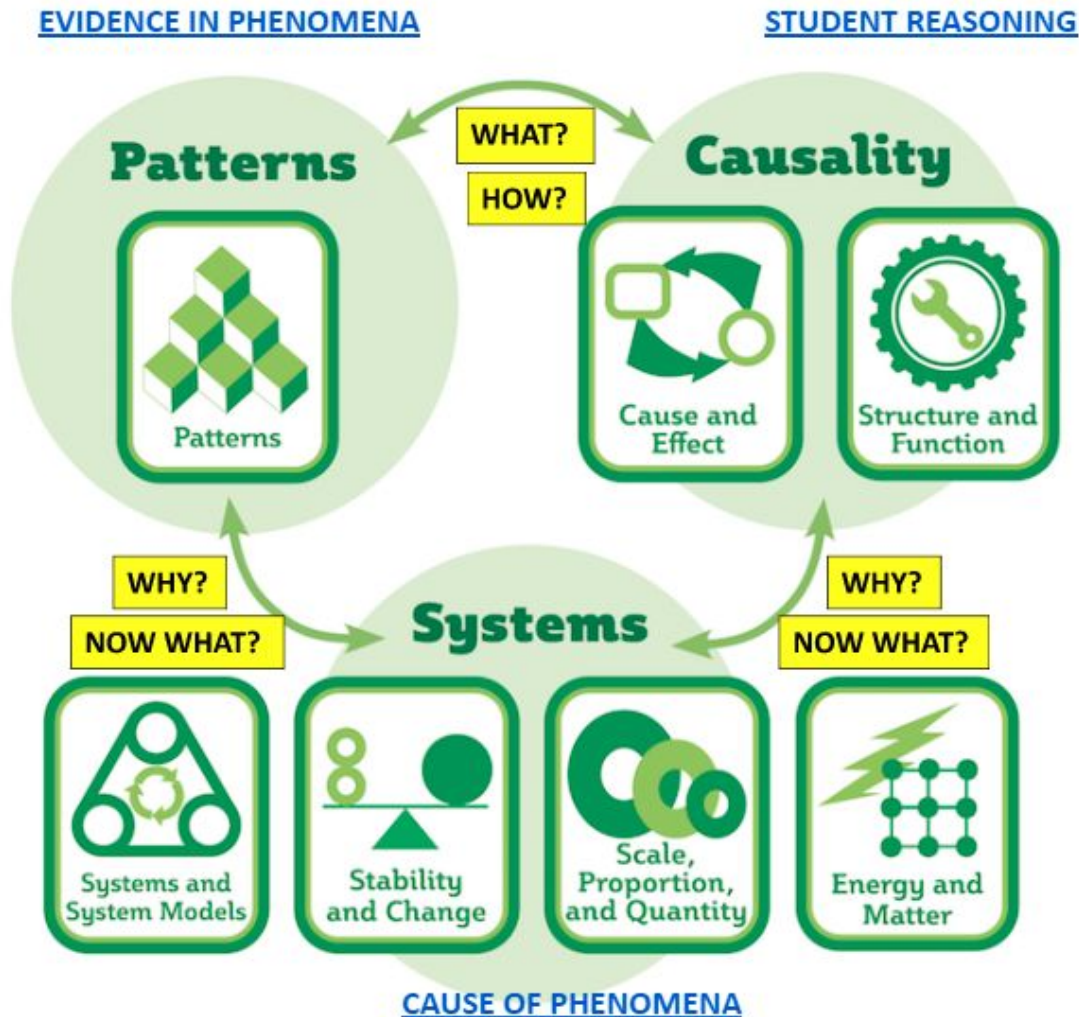 EVIDENCE IN PHENOMENA
STUDENT REASONING
WHAT?
HOW?
Patterns
Causality
Patterns
Cause and
Effect
Structure and
Function
WHY?
NOW WHAT?
WHY?
NOW WHAT?
Systems
Systems and
System Models
Stability
and Change
Scale,
Proportion,
and Quantity
Energy and
Matter
CAUSE OF PHENOMENA